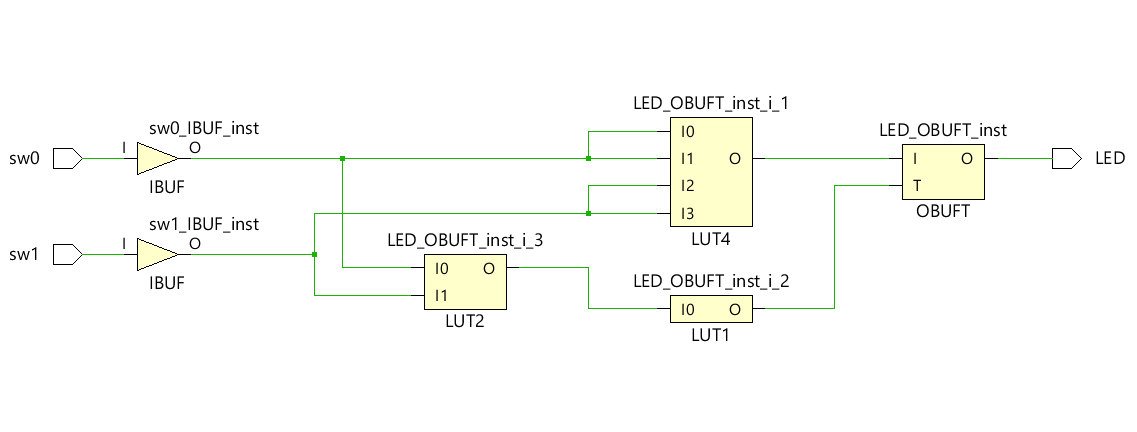 LED_OBUFT_inst_i_1
sw0_IBUF_inst
I
O
sw0
IBUF
I0
I1
O
I2
I3
LUT4
LED_OBUFT_inst
I
O
T
OBUFT
LED
sw1_IBUF_inst
I
O
sw1
IBUF
LED_OBUFT_inst_i_3
I0
O
I1
LUT2
LED_OBUFT_inst_i_2
I0
O
LUT1